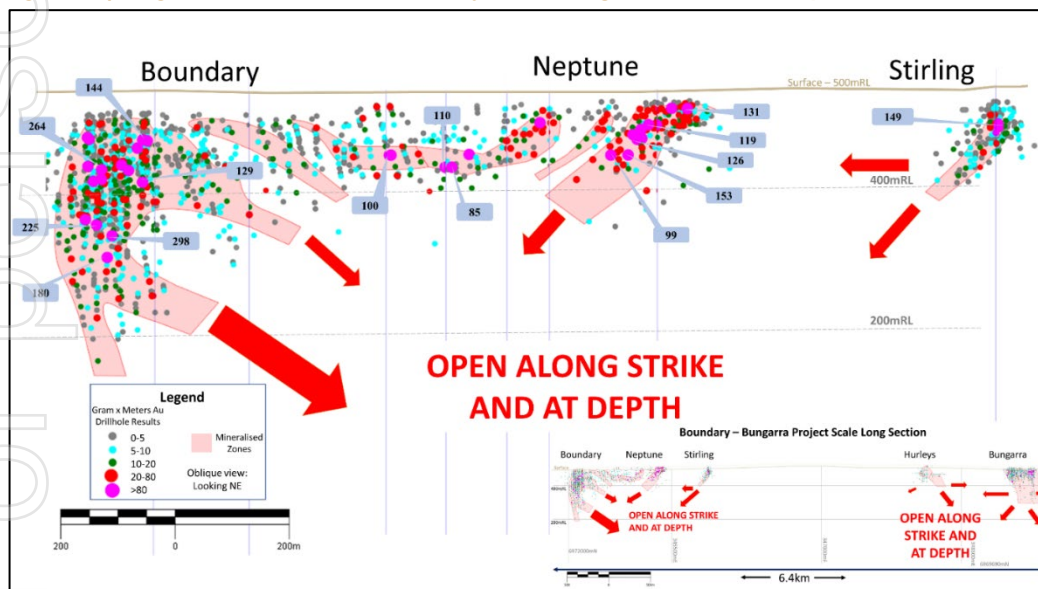 Boundary
Neptune
Stirling
Surface – 500mRL
144
264
110
131
149
119
129
126
400mRL
100
85
153
225
298
99
180
200mRL
OPEN ALONG STRIKE
AND AT DEPTH
Legend
Gram x Meters Au
Drillhole Results
0-5
5-10
10-20
20-80
>80
Mineralised
Zones
Oblique view:
Looking NE
200
0
200m
Boundary – Bungarra Project Scale Long Section
Boundary
Neptune
Stirling
Hurleys
Bungarra
Surface
400mRL
200mRL
OPEN ALONG STRIKE
AND AT DEPTH
OPEN ALONG
STRIKE AND
AT DEPTH
6.4km